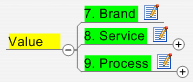 7. Brand
Value
8. Service
9. Process